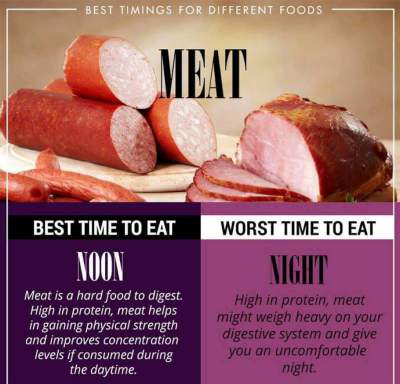 BEST TIMINGS FOR DIFFERENT FOODS
MEAT
BEST TIME TO EAT
NOON
Meat is a hard food to digest.
High in protein, meat helps
in gaining physical strength
and improves concentration
levels if consumed during
the daytime.
WORST TIME TO EAT
NIGHT
High in protein, meat
might weigh heavy on your
digestive system and give
you an uncomfortable
night.